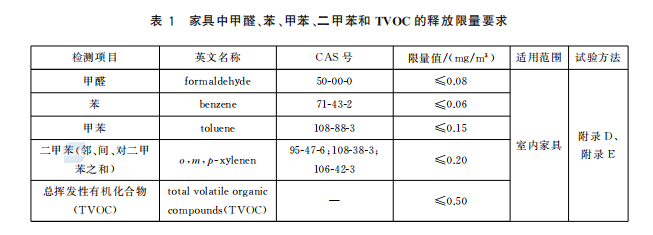 表 1 家具中甲醛、苯、甲苯、二甲苯和 TVOC 的释放限量要求
检测项目 英文名称 CAS 号 限量值/(mg/m³) 适用范围 试验方法
甲醛 formaldehyde 50-00-0 ≤0.08
苯 benzene 71-43-2 ≤0.06
甲苯 toluene 108-88-3 ≤0.15
二甲苯(邻、间、对二甲
苯之和)
o,m,p-xylenen
95-47-6;108-38-3;
106-42-3
≤0.20
总挥发性有机化合物
(TVOC)
total volatile organic
compounds(TVOC)
—
≤0.50
室内家具
附录 D、
附录 E